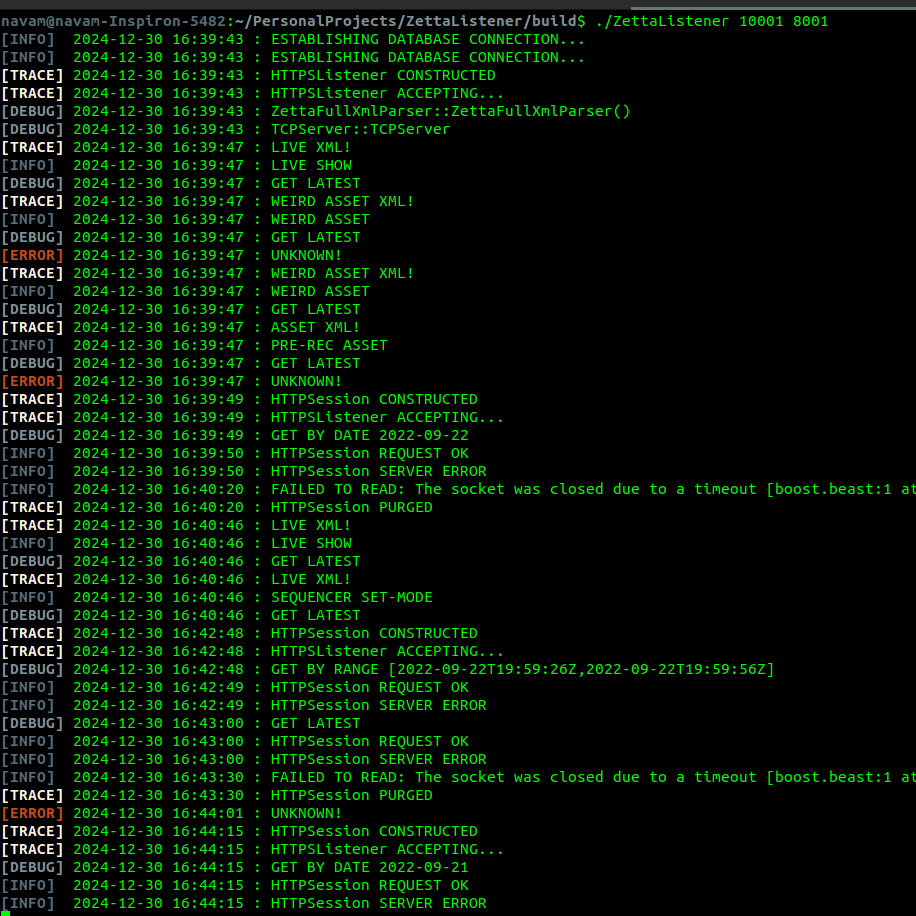 navam@navam-Inspiron-5482:~/PersonalProjects/ZettaListener/build$ ./ZettaListener 10001 8001
[INFO]  2024-12-30 16:39:43 : ESTABLISHING DATABASE CONNECTION...
[INFO]  2024-12-30 16:39:43 : ESTABLISHING DATABASE CONNECTION...
[TRACE] 2024-12-30 16:39:43 : HTTPSListener CONSTRUCTED
[TRACE] 2024-12-30 16:39:43 : HTTPSListener ACCEPTING...
[DEBUG] 2024-12-30 16:39:43 : ZettaFullXmlParser::ZettaFullXmlParser()
[DEBUG] 2024-12-30 16:39:43 : TCPServer::TCPServer
[TRACE] 2024-12-30 16:39:47 : LIVE XML!
[INFO]  2024-12-30 16:39:47 : LIVE SHOW
[DEBUG] 2024-12-30 16:39:47 : GET LATEST
[TRACE] 2024-12-30 16:39:47 : WEIRD ASSET XML!
[INFO]  2024-12-30 16:39:47 : WEIRD ASSET
[DEBUG] 2024-12-30 16:39:47 : GET LATEST
[ERROR] 2024-12-30 16:39:47 : UNKNOWN!
[TRACE] 2024-12-30 16:39:47 : WEIRD ASSET XML!
[INFO]  2024-12-30 16:39:47 : WEIRD ASSET
[DEBUG] 2024-12-30 16:39:47 : GET LATEST
[TRACE] 2024-12-30 16:39:47 : ASSET XML!
[INFO]  2024-12-30 16:39:47 : PRE-REC ASSET
[DEBUG] 2024-12-30 16:39:47 : GET LATEST
[ERROR] 2024-12-30 16:39:47 : UNKNOWN!
[TRACE] 2024-12-30 16:39:49 : HTTPSession CONSTRUCTED
[TRACE] 2024-12-30 16:39:49 : HTTPSListener ACCEPTING...
[DEBUG] 2024-12-30 16:39:49 : GET BY DATE 2022-09-22
[INFO]  2024-12-30 16:39:50 : HTTPSession REQUEST OK
[INFO]  2024-12-30 16:39:50 : HTTPSession SERVER ERROR
[INFO]  2024-12-30 16:40:20 : FAILED TO READ: The socket was closed due to a timeout [boost.beast:1 at
[TRACE] 2024-12-30 16:40:20 : HTTPSession PURGED
[TRACE] 2024-12-30 16:40:46 : LIVE XML!
[INFO]  2024-12-30 16:40:46 : LIVE SHOW
[DEBUG] 2024-12-30 16:40:46 : GET LATEST
[TRACE] 2024-12-30 16:40:46 : LIVE XML!
[INFO]  2024-12-30 16:40:46 : SEQUENCER SET-MODE
[DEBUG] 2024-12-30 16:40:46 : GET LATEST
[TRACE] 2024-12-30 16:42:48 : HTTPSession CONSTRUCTED
[TRACE] 2024-12-30 16:42:48 : HTTPSListener ACCEPTING...
[DEBUG] 2024-12-30 16:42:48 : GET BY RANGE [2022-09-22T19:59:26Z,2022-09-22T19:59:56Z]
[INFO]  2024-12-30 16:42:49 : HTTPSession REQUEST OK
[INFO]  2024-12-30 16:42:49 : HTTPSession SERVER ERROR
[DEBUG] 2024-12-30 16:43:00 : GET LATEST
[INFO]  2024-12-30 16:43:00 : HTTPSession REQUEST OK
[INFO]  2024-12-30 16:43:00 : HTTPSession SERVER ERROR
[INFO]  2024-12-30 16:43:30 : FAILED TO READ: The socket was closed due to a timeout [boost.beast:1 at
[TRACE] 2024-12-30 16:43:30 : HTTPSession PURGED
[ERROR] 2024-12-30 16:44:01 : UNKNOWN!
[TRACE] 2024-12-30 16:44:15 : HTTPSession CONSTRUCTED
[TRACE] 2024-12-30 16:44:15 : HTTPSListener ACCEPTING...
[DEBUG] 2024-12-30 16:44:15 : GET BY DATE 2022-09-21
[INFO]  2024-12-30 16:44:15 : HTTPSession REQUEST OK
[INFO]  2024-12-30 16:44:15 : HTTPSession SERVER ERROR